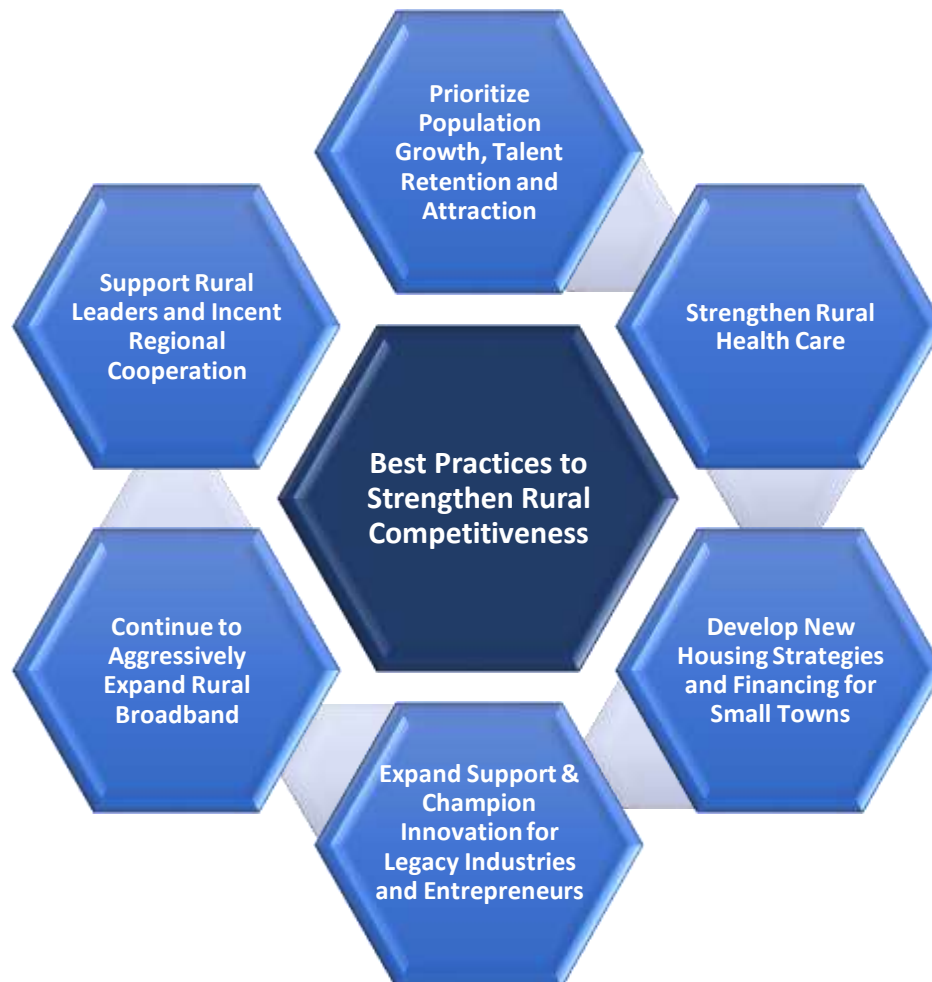 Prioritize
Population
Growth, Talent
Retention and
Attraction
Strengthen Rural
Health Care
Develop New
Housing Strategies
and Financing for
Small Towns
Expand Support &
Champion
Innovation for
Legacy Industries
and Entrepreneurs
Continue to
Aggressively
Expand Rural
Broadband
Support Rural
Leaders and Incent
Regional
Cooperation
Best Practices to
Strengthen Rural
Competitiveness